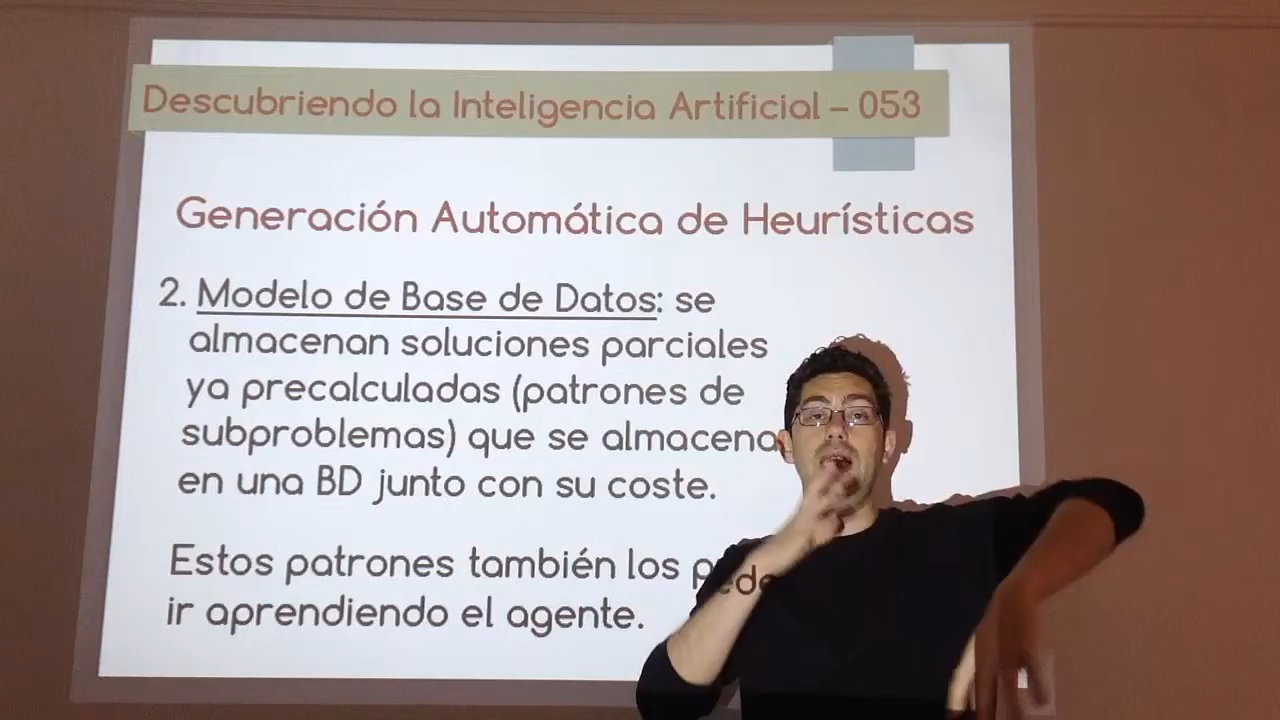 Descubriendo la Inteligencia Artificial – 053
Generación Automática de Heurísticas
2. Modelo de Base de Datos: se
almacenan soluciones parciales
ya precalculadas (patrones de
subproblemas) que se almacena
en una BD junto con su coste.
Estos patrones también los
ir aprendiendo el agente.